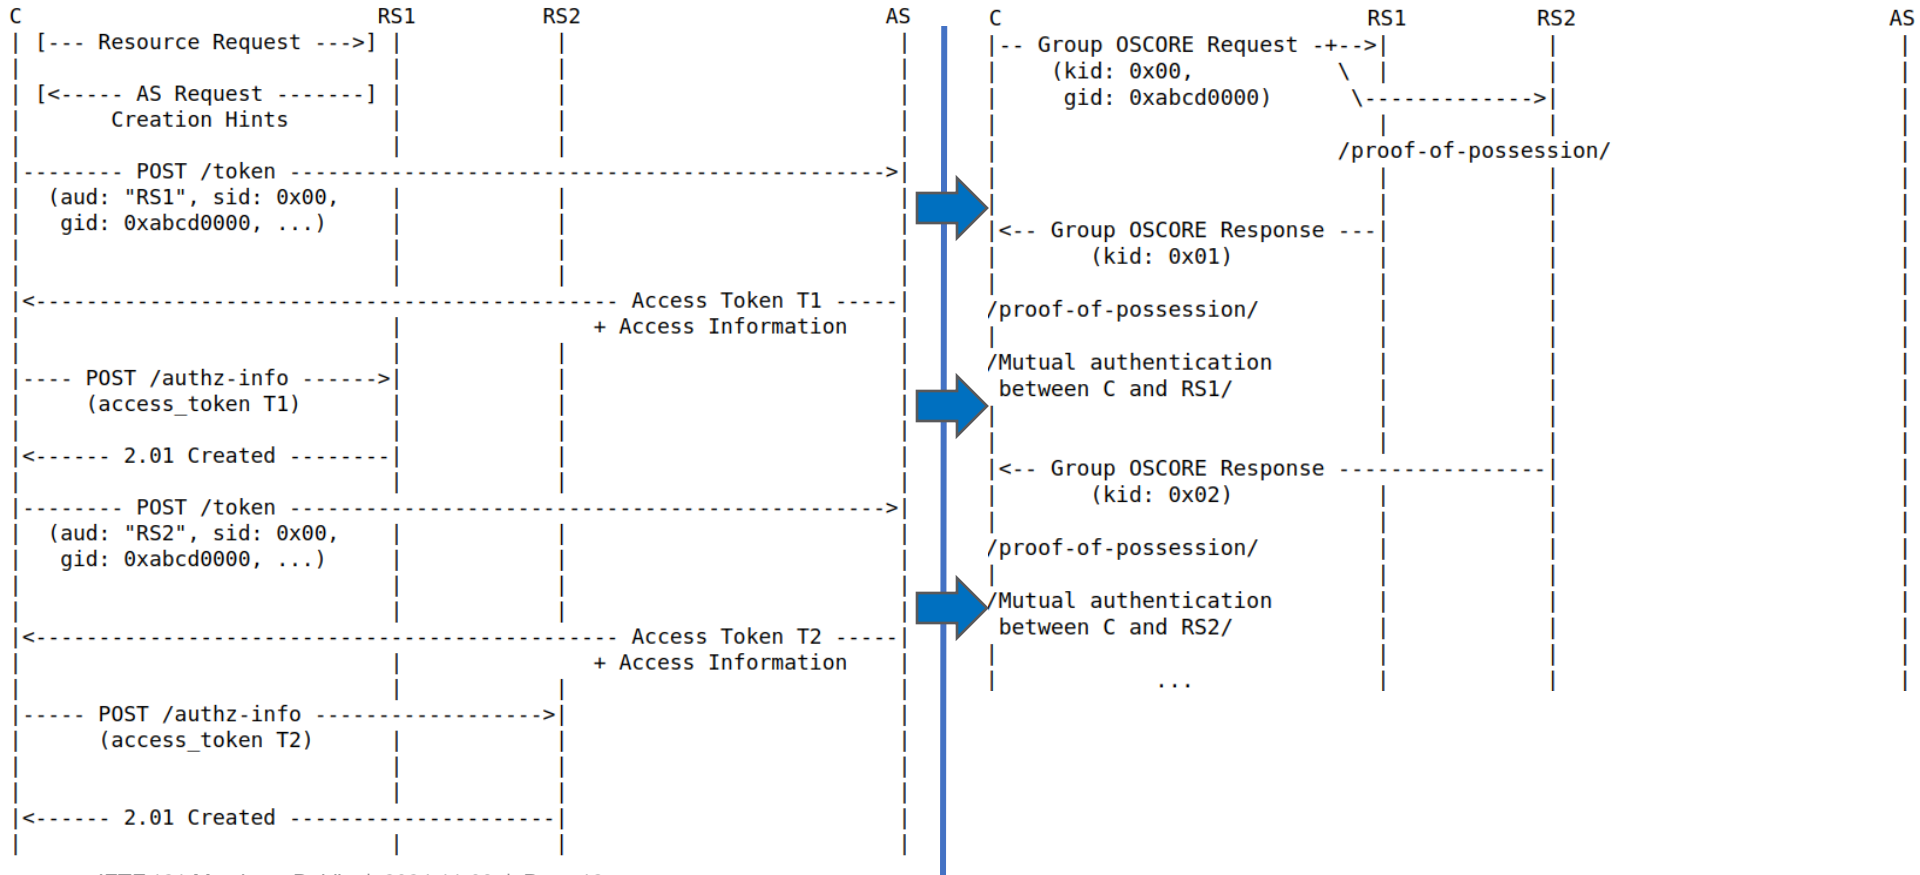 C RS1 RS2 AS
| [--- Resource Request --->] | | |
| | | |
| [<----- AS Request -------] | | |
| Creation Hints | | |
| | | |
|-------- POST /token ------------------------------------------------>|
| (aud: "RS1", sid: 0x00, | | |
| gid: 0xabcd0000, ...) | | |
| | | |
| | | |
|<---------------------------------------------- Access Token T1 -----|
| | + Access Information |
| | | |
|---- POST /authz-info ------>| | |
| (access_token T1) | | |
| | | |
|<------ 2.01 Created --------| | |
| | | |
|-------- POST /token ------------------------------------------------>|
| (aud: "RS2", sid: 0x00, | | |
| gid: 0xabcd0000, ...) | | |
| | | |
| | | |
|<---------------------------------------------- Access Token T2 -----|
| | + Access Information |
| | | |
|----- POST /authz-info ------------------>| |
| (access_token T2) | | |
| | | |
| | | |
|<------ 2.01 Created ---------------------| |
| | | |
C RS1 RS2 AS
|-- Group OSCORE Request -+-->| | |
| (kid: 0x00, \ | | |
| gid: 0xabcd0000) \------------->| |
| | | |
| /proof-of-possession/ |
| | | |
| | | |
|<-- Group OSCORE Response ---| | |
| (kid: 0x01) | | |
| | | |
/proof-of-possession/ | | |
| | | |
/Mutual authentication | | |
between C and RS1/ | | |
| | | |
| | | |
|<-- Group OSCORE Response ----------------| |
| (kid: 0x02) | | |
| | | |
/proof-of-possession/ | | |
| | | |
/Mutual authentication | | |
between C and RS2/ | | |
| | | |
| ... | | |